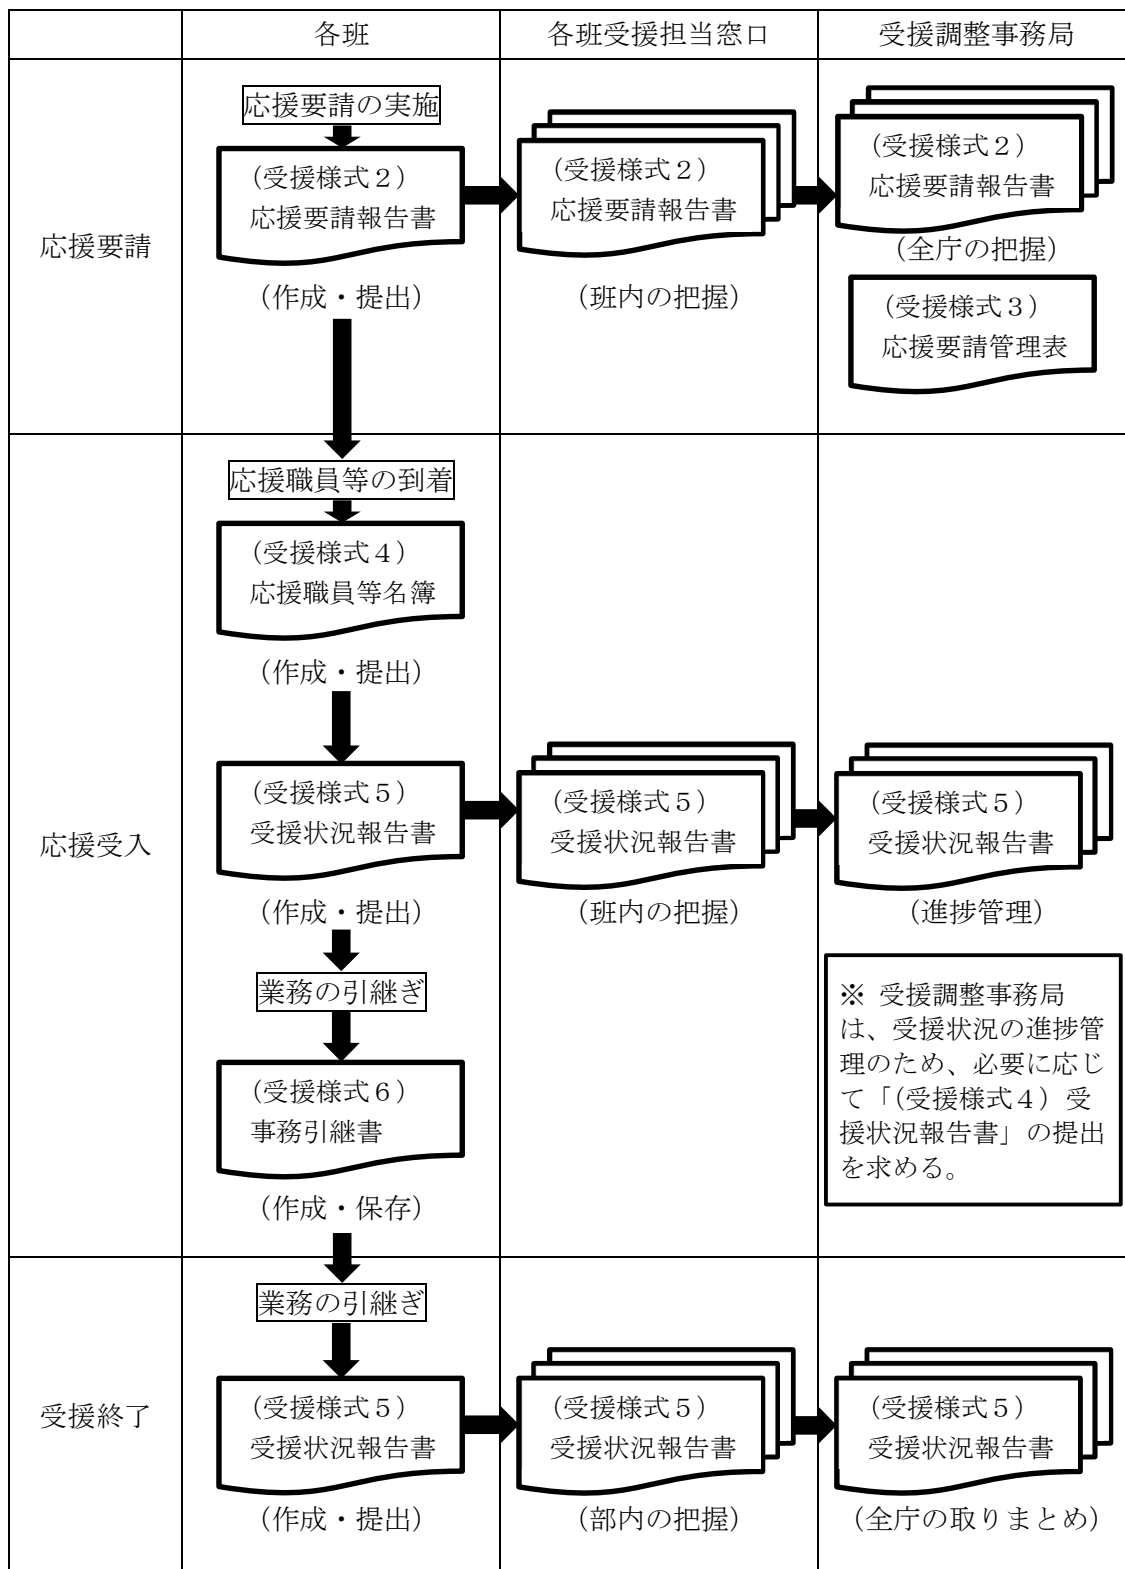 各班
各班受援担当窓口
受援調整事務局
応援要請
応援要請の実施
（受援様式２）
応援要請報告書
（作成・提出）
（受援様式２）
応援要請報告書
（班内の把握）
（受援様式２）
応援要請報告書
（全庁の把握）
（受援様式３）
応援要請管理表
応援受入
応援職員等の到着
（受援様式４）
応援職員等名簿
（作成・提出）
（受援様式５）
受援状況報告書
（作成・提出）
（受援様式５）
受援状況報告書
（班内の把握）
（受援様式５）
受援状況報告書
（進捗管理）
業務の引継ぎ
（受援様式６）
事務引継書
（作成・保存）
※ 受援調整事務局
は、受援状況の進捗管
理のため、必要に応じ
て「（受援様式４）受
援状況報告書」の提出
を求める。
受援終了
業務の引継ぎ
（受援様式５）
受援状況報告書
（作成・提出）
（受援様式５）
受援状況報告書
（部内の把握）
（受援様式５）
受援状況報告書
（全庁の取りまとめ）